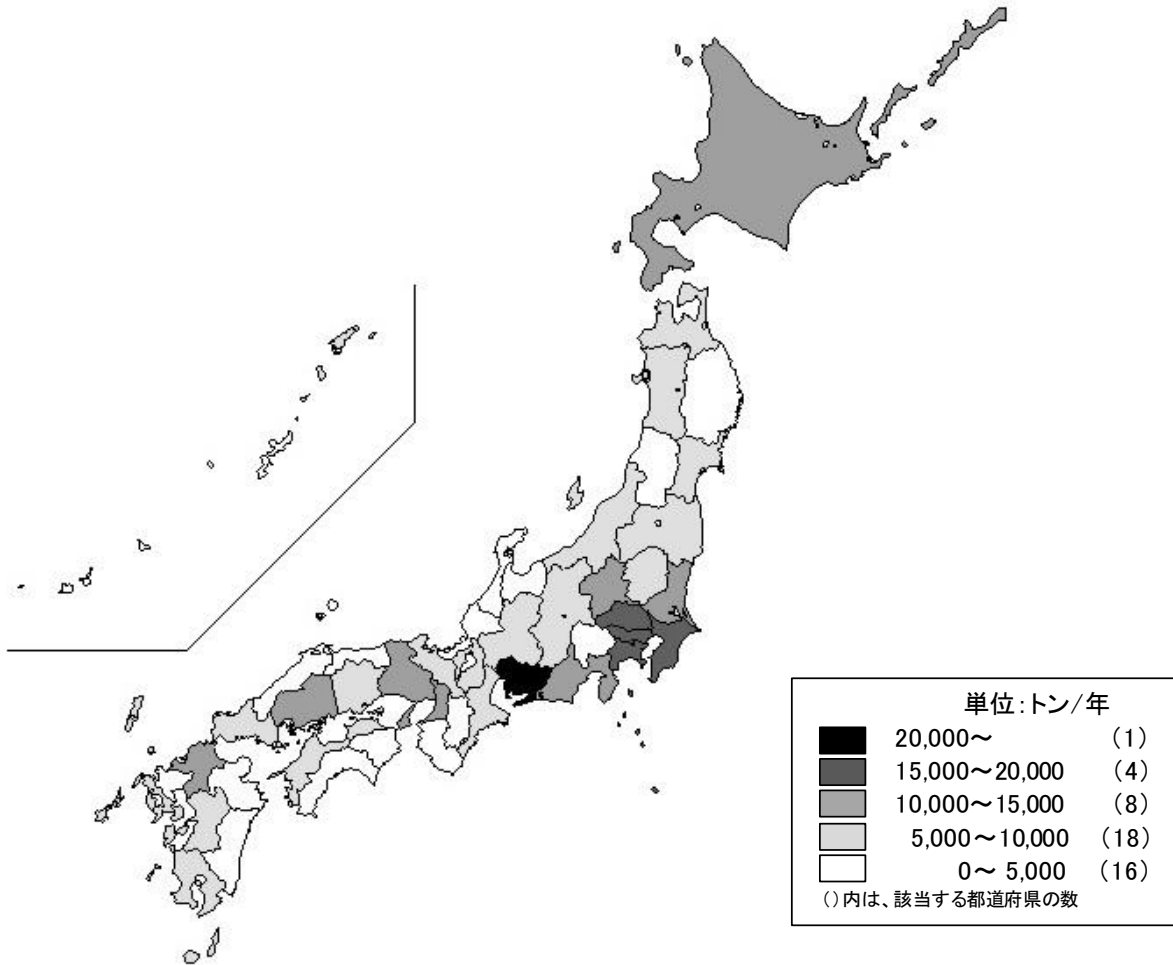 単位：トン/年
20,000～ （1）
15,000～20,000 （4）
10,000～15,000 （8）
5,000～10,000 （18）
0～ 5,000 （16）
（）内は、該当する都道府県の数